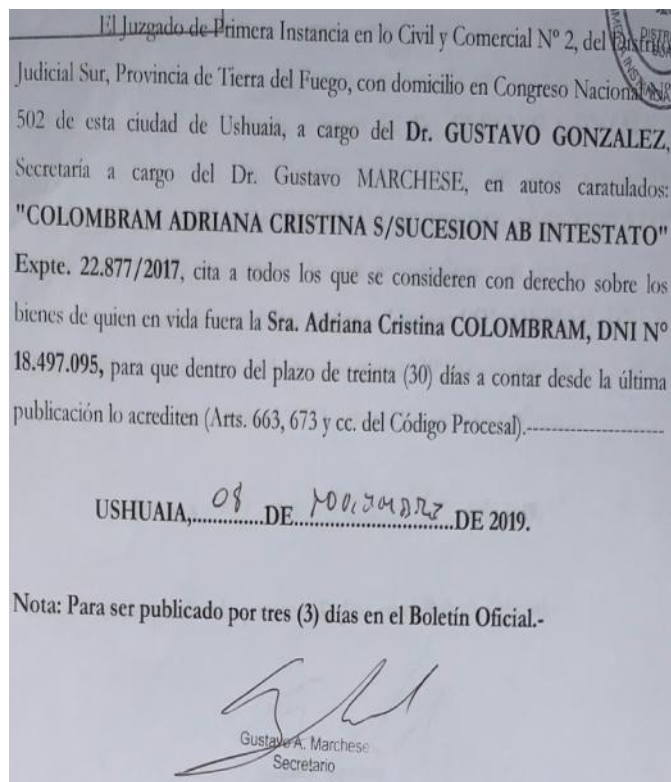 El Juzgado de Primera Instancia en lo Civil y Comercial Nº 2, del Distrito
Judicial Sur, Provincia de Tierra del Fuego, con domicilio en Congreso Nacional Nº
502 de esta ciudad de Ushuaia, a cargo del Dr. GUSTAVO GONZALEZ,
Secretaría a cargo del Dr. Gustavo MARCHESE, en autos caratulados:
"COLOMBRAM ADRIANA CRISTINA S/SUCESION AB INTESTATO"
Expte. 22.877/2017, cita a todos los que se consideren con derecho sobre los
bienes de quien en vida fuera la Sra. Adriana Cristina COLOMBRAM, DNI Nº
18.497.095, para que dentro del plazo de treinta (30) días a contar desde la última
publicación lo acrediten (Arts. 663, 673 y cc. del Código Procesal).----------------------
USHUAIA,..............08 DE................................DE 2019.
Nota: Para ser publicado por tres (3) días en el Boletín Oficial.-
Gustavo A. Marchese
Secretario